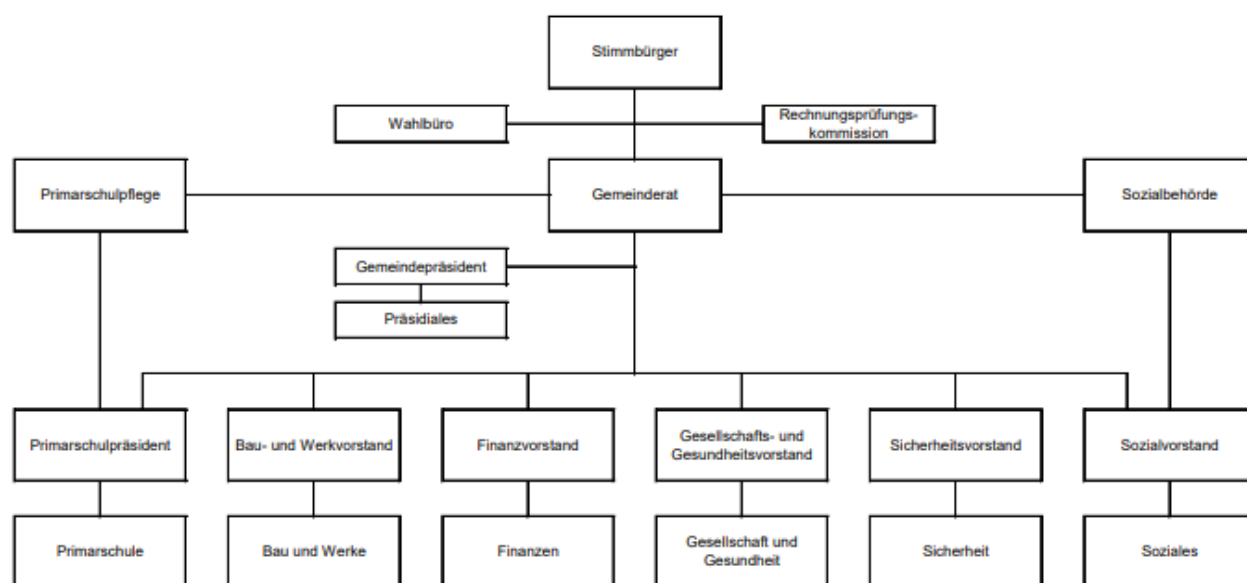 Stimmbürger
Wahlbüro
Rechnungsprüfungs-
kommission
Primarschulpflege
Gemeinderat
Sozialbehörde
Gemeindepräsident
Präsidiales
Primarschulpräsident
Bau- und Werkvorstand
Finanzvorstand
Gesellschafts- und
Gesundheitsvorstand
Sicherheitsvorstand
Sozialvorstand
Primarschule
Bau und Werke
Finanzen
Gesellschaft und
Gesundheit
Sicherheit
Soziales